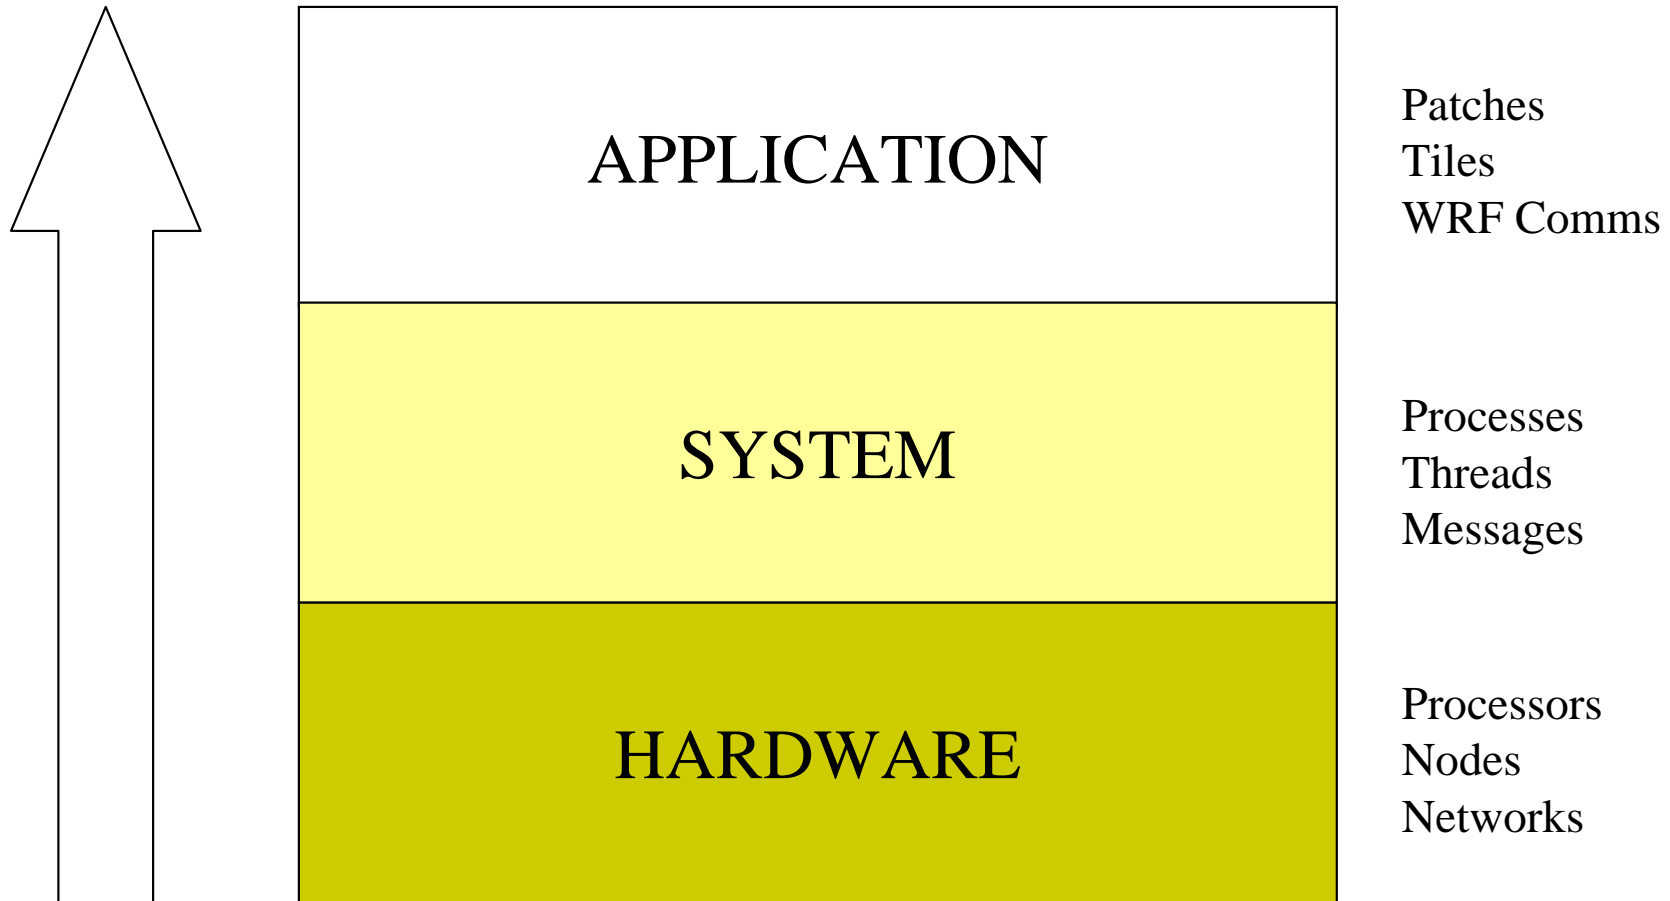 APPLICATION
Patches
Tiles
WRF Comms
SYSTEM
Processes
Threads
Messages
HARDWARE
Processors
Nodes
Networks